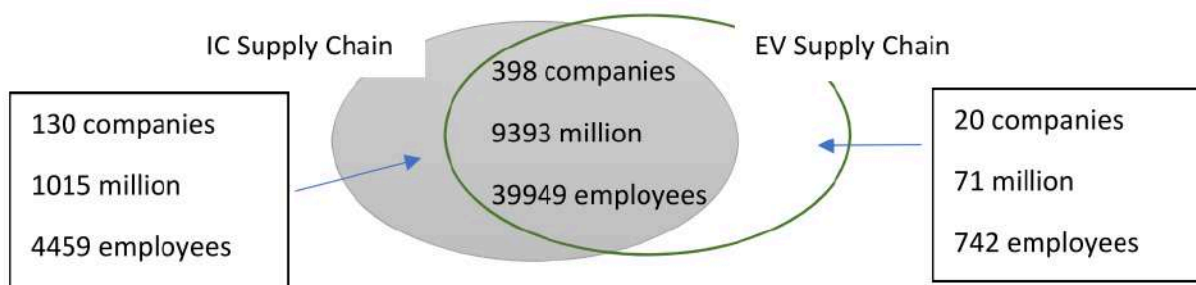 IC Supply Chain
EV Supply Chain
398 companies
9393 million
39949 employees
130 companies
1015 million
4459 employees
20 companies
71 million
742 employees